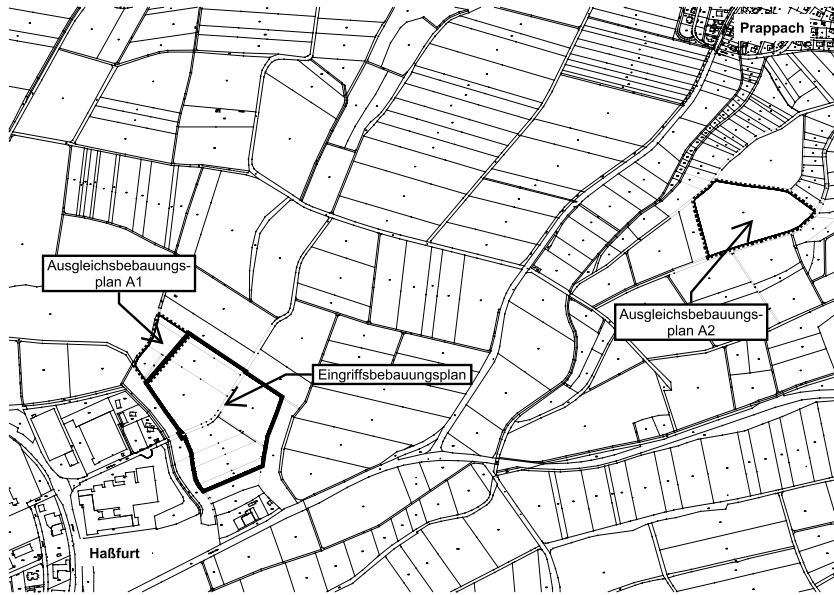 Prappach
Ausgleichsbebauungs-
plan A1
Ausgleichsbebauungs-
plan A2
Eingriffsbebauungsplan
Haßfurt